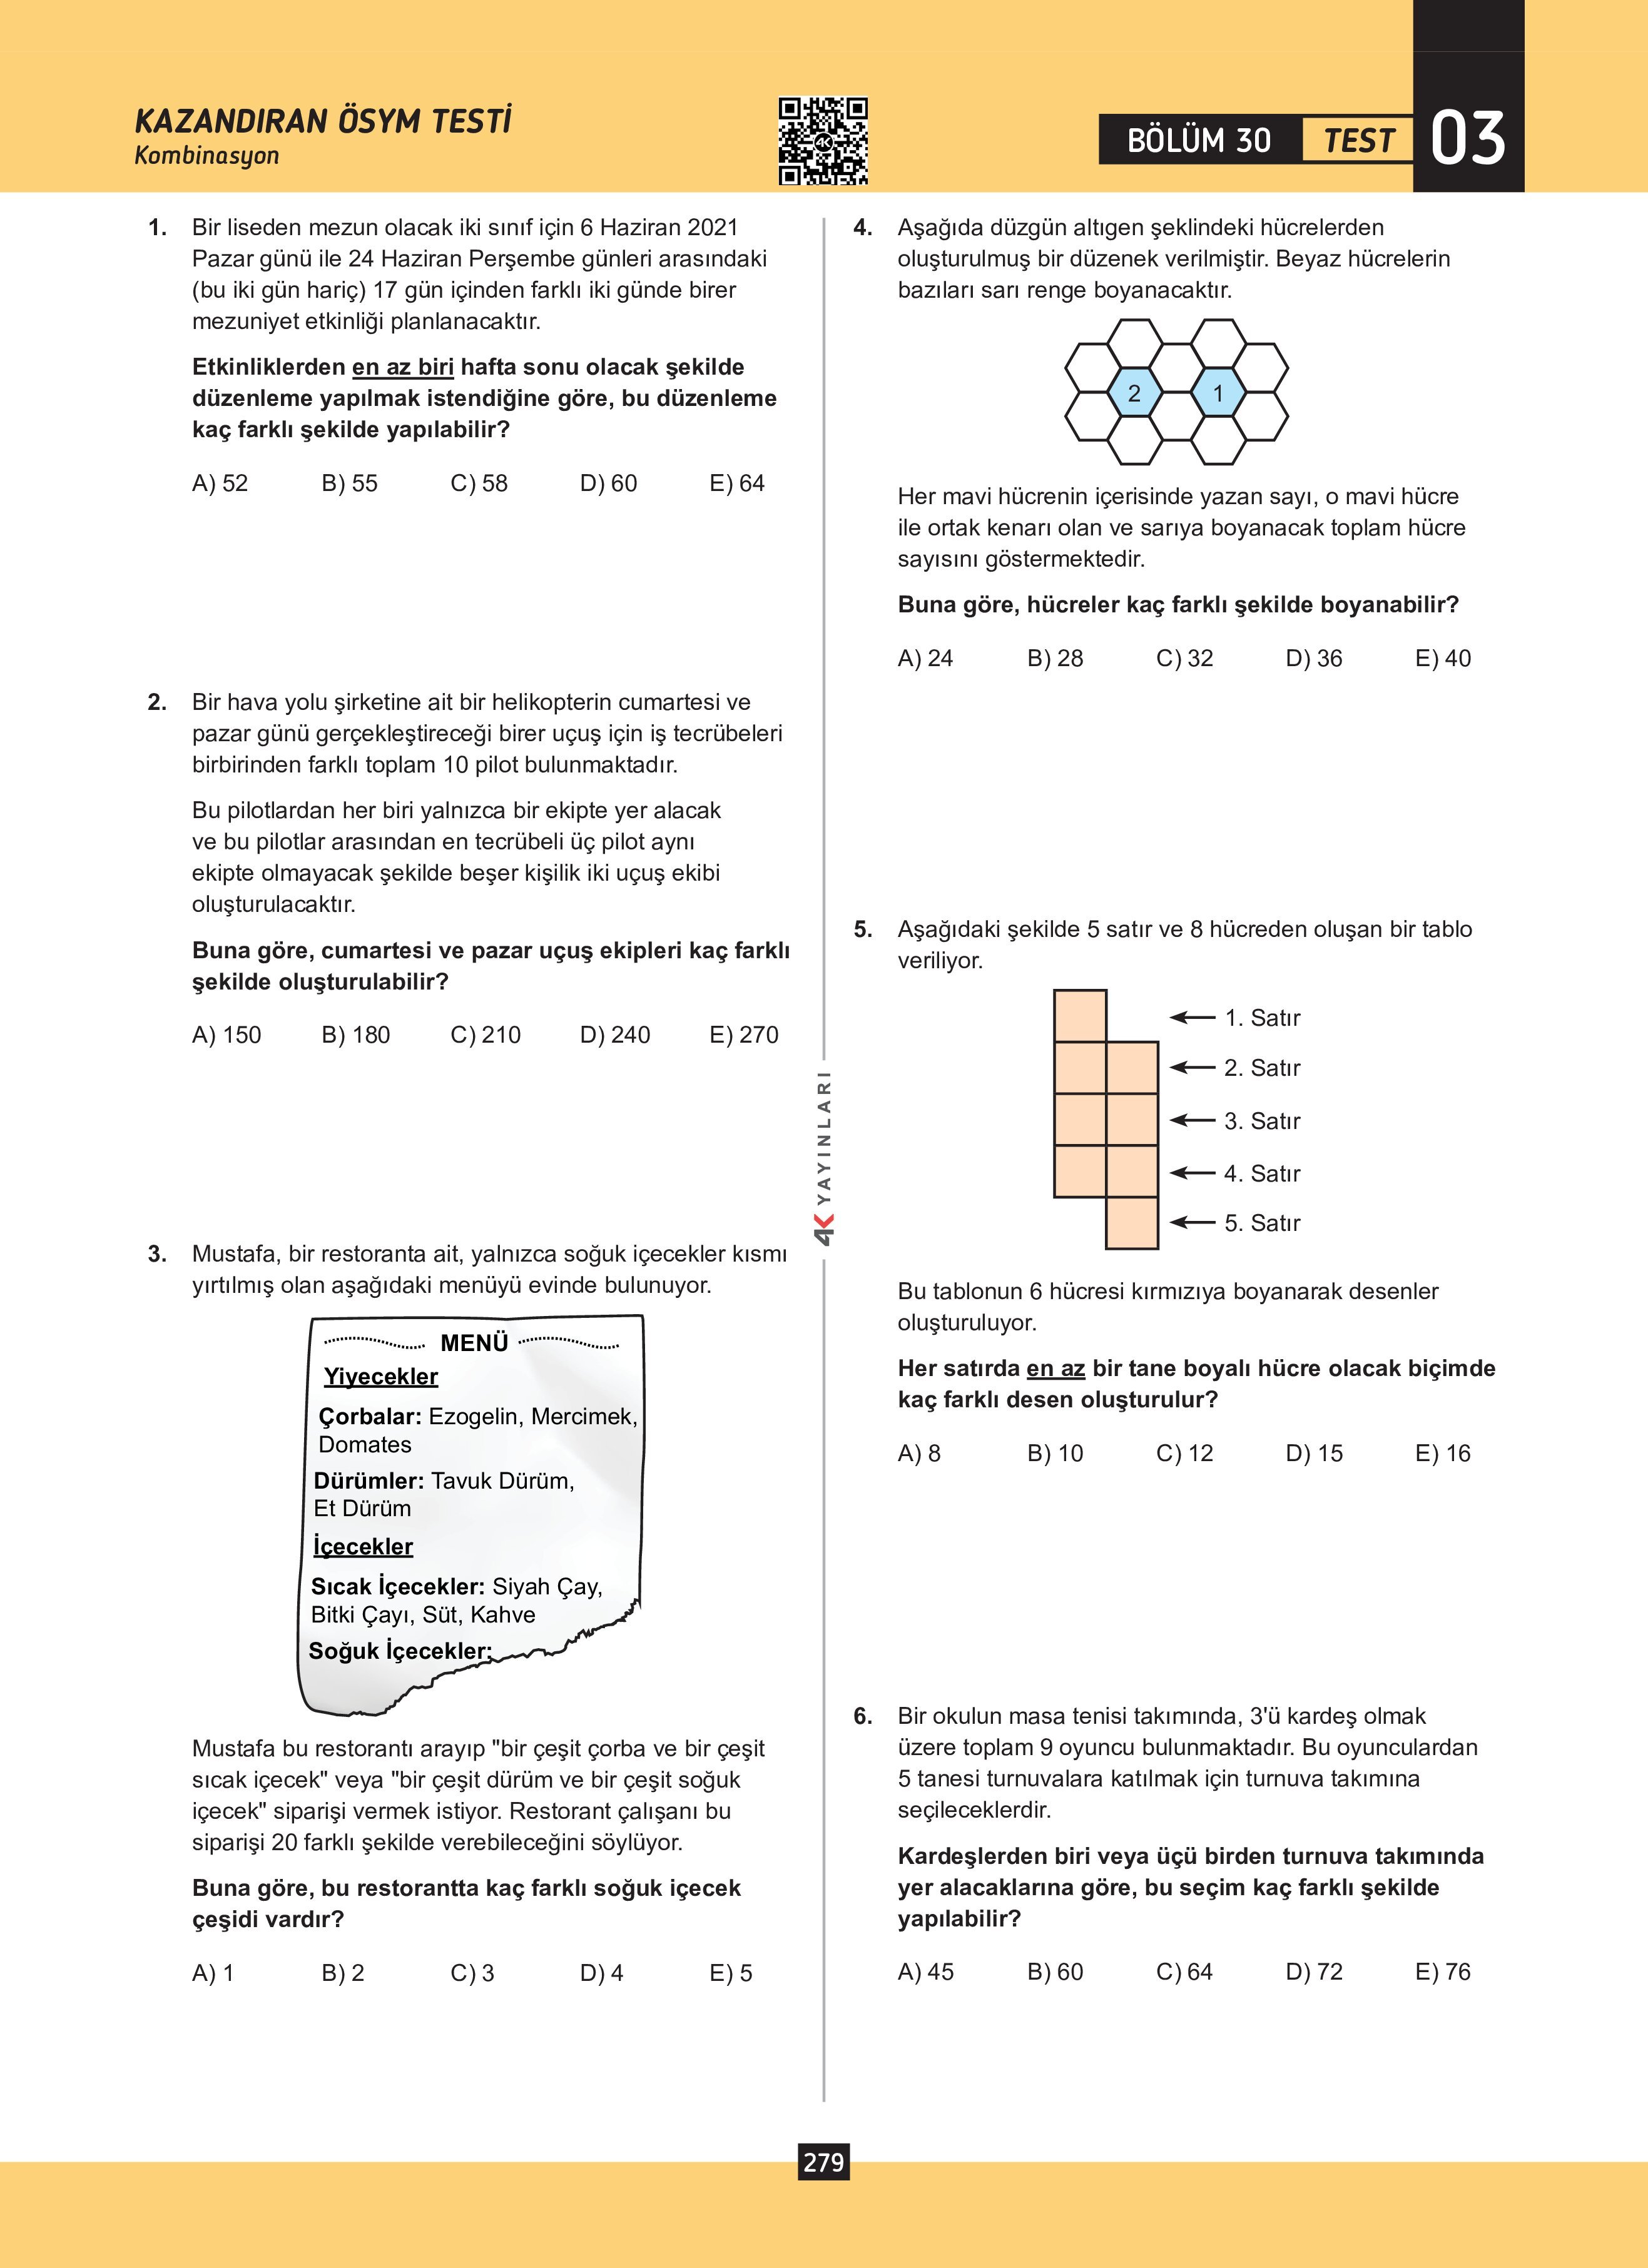 KAZANDIRAN ÖSYM TESTİ
Kombinasyon
4K
BÖLÜM 30
TEST
03
1. Bir liseden mezun olacak iki sınıf için 6 Haziran 2021
Pazar günü ile 24 Haziran Perşembe günleri arasındaki
(bu iki gün hariç) 17 gün içinden farklı iki günde birer
mezuniyet etkinliği planlanacaktır.
Etkinliklerden en az biri hafta sonu olacak şekilde
düzenleme yapılmak istendiğine göre, bu düzenleme
kaç farklı şekilde yapılabilir?
A) 52 B) 55 C) 58 D) 60 E) 64
2. Bir hava yolu şirketine ait bir helikopterin cumartesi ve
pazar günü gerçekleştireceği birer uçuş için iş tecrübeleri
birbirinden farklı toplam 10 pilot bulunmaktadır.
Bu pilotlardan her biri yalnızca bir ekipte yer alacak
ve bu pilotlar arasından en tecrübeli üç pilot aynı
ekipte olmayacak şekilde beşer kişilik iki uçuş ekibi
oluşturulacaktır.
Buna göre, cumartesi ve pazar uçuş ekipleri kaç farklı
şekilde oluşturulabilir?
A) 150 B) 180 C) 210 D) 240 E) 270
3. Mustafa, bir restoranta ait, yalnızca soğuk içecekler kısmı
yırtılmış olan aşağıdaki menüyü evinde bulunuyor.
MENÜ
Yiyecekler
Çorbalar: Ezogelin, Mercimek,
Domates
Dürümler: Tavuk Dürüm,
Et Dürüm
İçecekler
Sıcak İçecekler: Siyah Çay,
Bitki Çayı, Süt, Kahve
Soğuk İçecekler:
Mustafa bu restorantı arayıp "bir çeşit çorba ve bir çeşit
sıcak içecek" veya "bir çeşit dürüm ve bir çeşit soğuk
içecek" siparişi vermek istiyor. Restorant çalışanı bu
siparişi 20 farklı şekilde verebileceğini söylüyor.
Buna göre, bu restorantta kaç farklı soğuk içecek
çeşidi vardır?
A) 1 B) 2 C) 3 D) 4 E) 5
4K YAYINLARI
4. Aşağıda düzgün altıgen şeklindeki hücrelerden
oluşturulmuş bir düzenek verilmiştir. Beyaz hücrelerin
bazıları sarı renge boyanacaktır.
2 1
Her mavi hücrenin içerisinde yazan sayı, o mavi hücre
ile ortak kenarı olan ve sarıya boyanacak toplam hücre
sayısını göstermektedir.
Buna göre, hücreler kaç farklı şekilde boyanabilir?
A) 24 B) 28 C) 32 D) 36 E) 40
5. Aşağıdaki şekilde 5 satır ve 8 hücreden oluşan bir tablo
veriliyor.
1. Satır
2. Satır
3. Satır
4. Satır
5. Satır
Bu tablonun 6 hücresi kırmızıya boyanarak desenler
oluşturuluyor.
Her satırda en az bir tane boyalı hücre olacak biçimde
kaç farklı desen oluşturulur?
A) 8 B) 10 C) 12 D) 15 E) 16
6. Bir okulun masa tenisi takımında, 3'ü kardeş olmak
üzere toplam 9 oyuncu bulunmaktadır. Bu oyunculardan
5 tanesi turnuvalara katılmak için turnuva takımına
seçileceklerdir.
Kardeşlerden biri veya üçü birden turnuva takımında
yer alacaklarına göre, bu seçim kaç farklı şekilde
yapılabilir?
A) 45 B) 60 C) 64 D) 72 E) 76
279